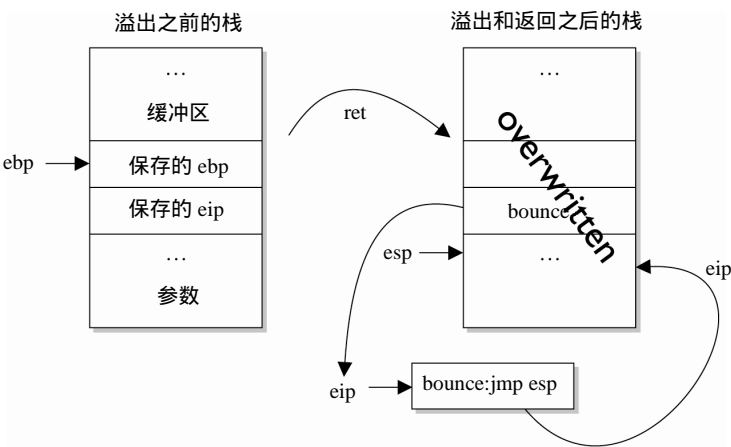 溢出之前的栈
…
缓冲区
ebp
保存的 ebp
保存的 eip
…
参数
ret
溢出和返回之后的栈
…
overwritten
bounce
esp
…
eip
eip
bounce:jmp esp